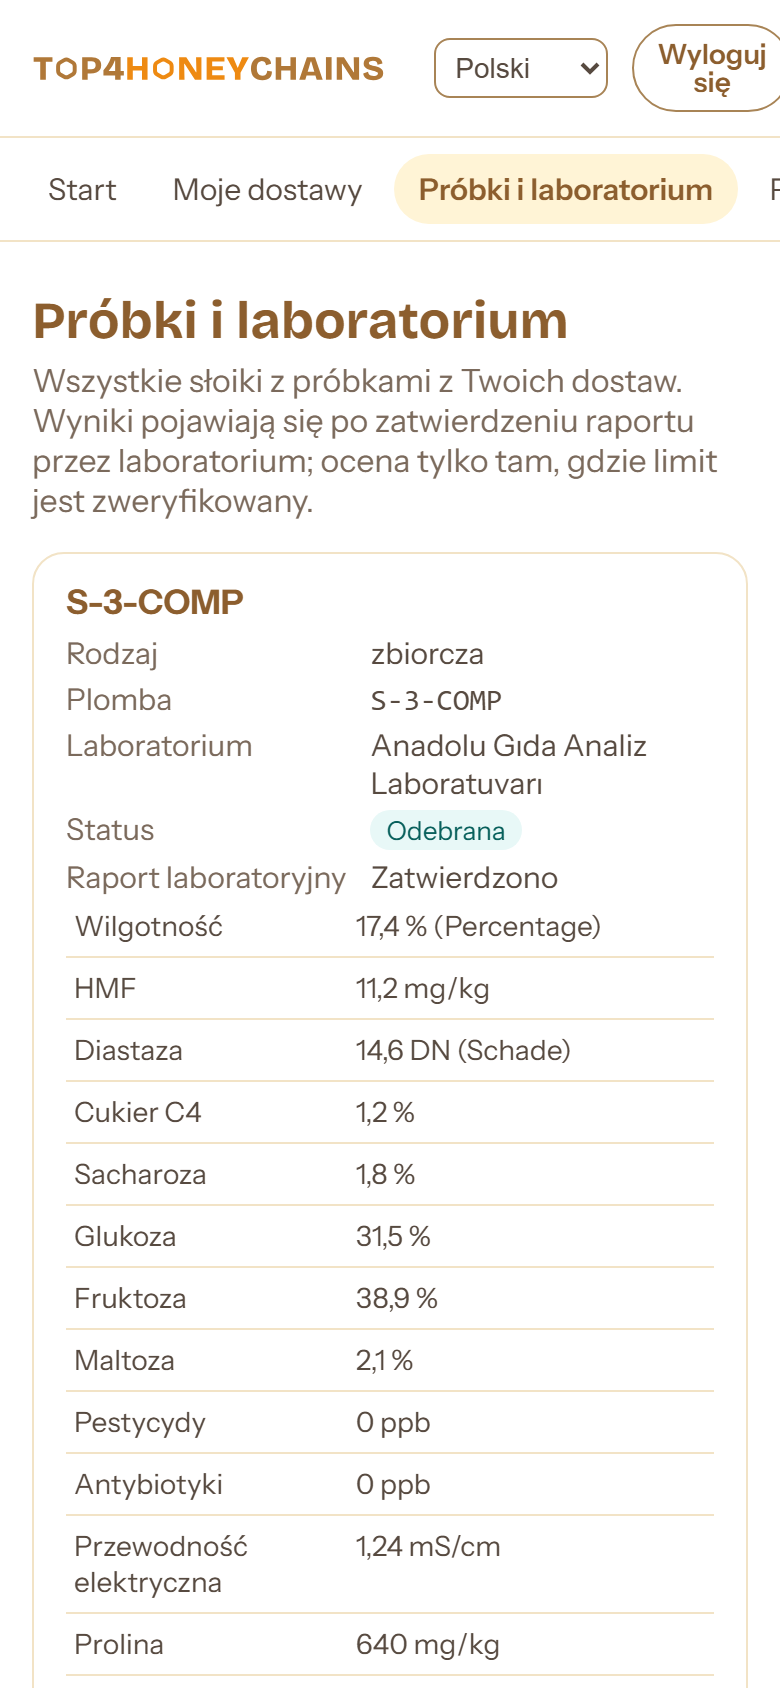 TOP4HONEYCHAINS
Polski
Wyloguj
się
Start
Moje dostawy
Próbki i laboratorium
Próbki i laboratorium
Wszystkie słoiki z próbkami z Twoich dostaw.
Wyniki pojawiają się po zatwierdzeniu raportu
przez laboratorium; ocena tylko tam, gdzie limit
jest zweryfikowany.
S-3-COMP
Rodzaj zbiorcza
Plomba S-3-COMP
Laboratorium Anadolu Gıda Analiz
Laboratuvarı
Status Odebrana
Raport laboratoryjny Zatwierdzono
Wilgotność 17,4 % (Percentage)
HMF 11,2 mg/kg
Diastaza 14,6 DN (Schade)
Cukier C4 1,2 %
Sacharoza 1,8 %
Glukoza 31,5 %
Fruktoza 38,9 %
Maltoza 2,1 %
Pestycydy 0 ppb
Antybiotyki 0 ppb
Przewodność 1,24 mS/cm
elektryczna
Prolina 640 mg/kg